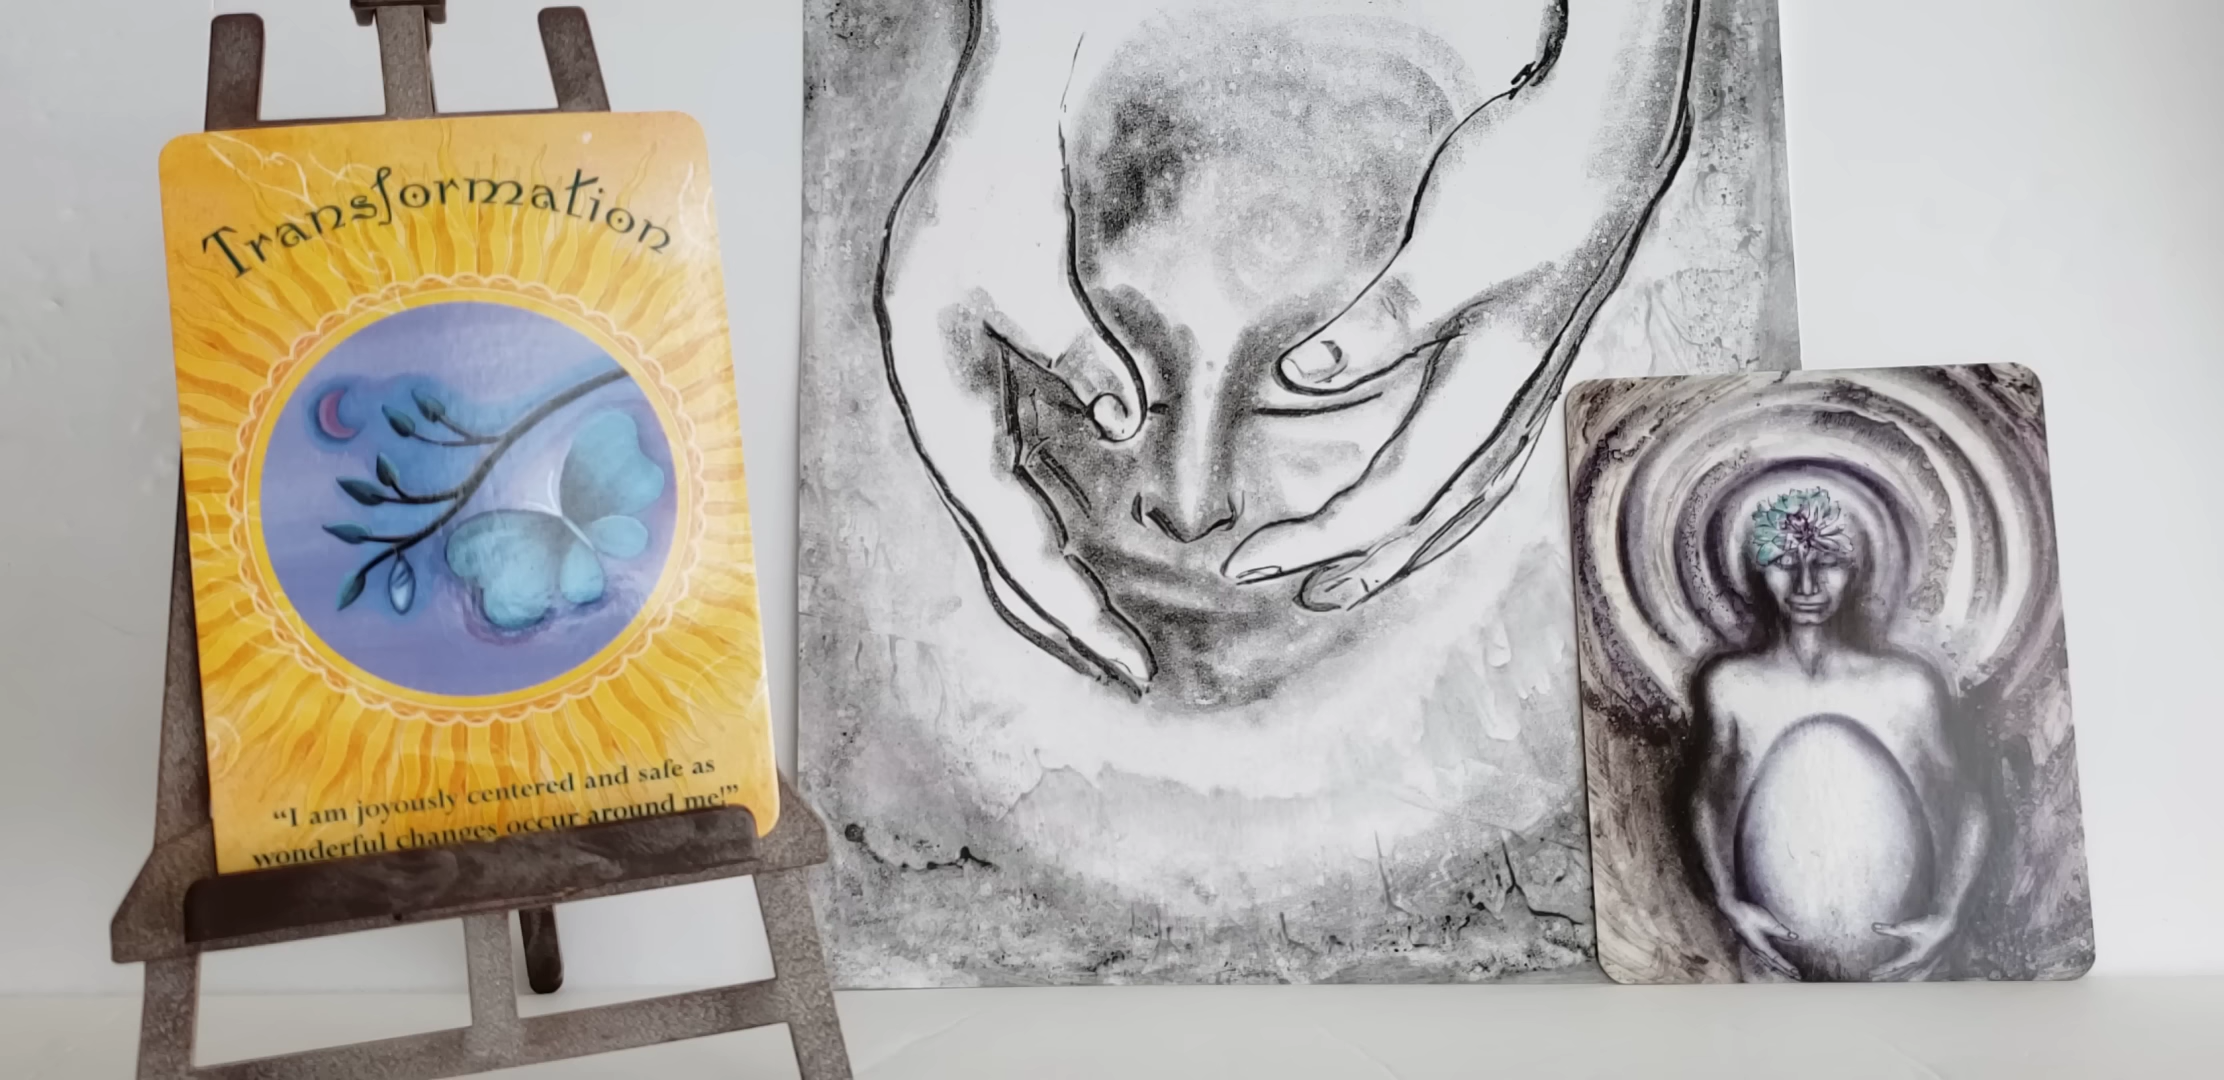 Transformation
“I am joyously centered and safe as
wonderful changes occur around me!”